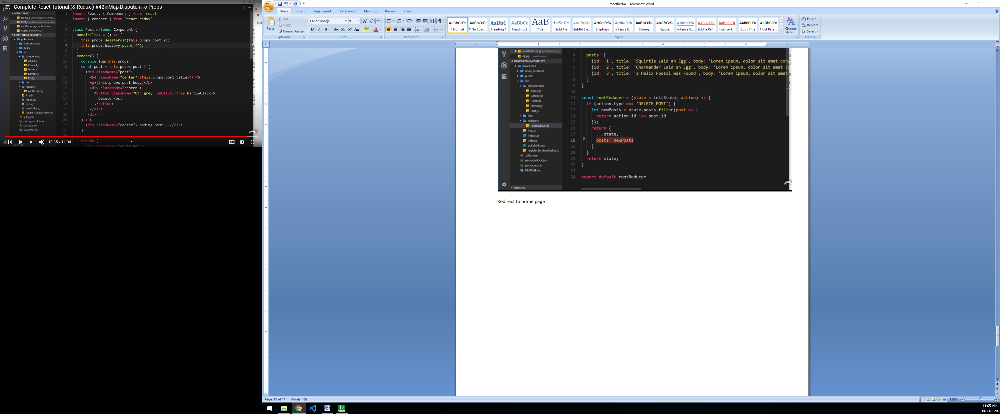 Post.js - react-redux-complete - Visual Studio Code
Complete React Tutorial (& Redux ) #42 - Map Dispatch To Props
OPEN EDITORS
Home.js poketimes\src\compo...
Post.js poketimes\src\compone...
rootReducer.js poketimes\src\...
App.js poketimes\src
REACT-REDUX-COMPLETE
poketimes
node_modules
public
src
components
About.js
Contact.js
Home.js
Navbar.js
Post.js
hoc
reducers
rootReducer.js
App.js
index.css
index.js
pokeball.png
registerServiceWorker.js
.gitignore
package-lock.json
package.json
README.md
OUTLINE
1 import React, { Component } from 'react'
2 import { connect } from 'react-redux'
3
4 class Post extends Component {
5 handleClick = () => {
6 this.props.deletePost(this.props.post.id);
7 this.props.history.push('/');
8 }
9 render() {
10 console.log(this.props)
11 const post = this.props.post ? (
12 <div className="post">
13 <h4 className="center">{this.props.post.title}</h4>
14 <p>{this.props.post.body}</p>
15 <div className="center">
16 <button className="btn grey" onClick={this.handleClick}>
17 Delete Post
18 </button>
19 </div>
20 </div>
21 ) : (
22 <div className="center">Loading post...</div>
23 )
24
return (
<div className="container">
10:35 / 11:04
CC
reactRedux - Microsoft Word
Home Insert Page Layout References Mailings Review View
Paste
Cut
Copy
Format Painter
Clipboard
Calibri (Body) 9
Font
Paragraph
AaBbCcDc ¶ Normal
AaBbCcDc ¶ No Spaci...
AaBbC Heading 1
AaBbCc Heading 2
AaB Title
AaBbCc. Subtitle
AaBbCcDc Subtle Em...
AaBbCcDc Emphasis
AaBbCcDc Intense E...
AaBbCcDc Strong
AaBbCcDc Quote
AaBbCcDc Intense Q...
AaBbCcDc Subtle Ref...
AaBbCcDc Intense R...
AaBbCcDc Book Title
AaBbCcDc ¶ List Para...
Change Styles
Styles
Find
Replace
Select
Editing
rootReducer.js poketimes\src\...
App.js poketimes\src
REACT-REDUX-COMPLETE
poketimes
node_modules
public
src
components
About.js
Contact.js
Home.js
Navbar.js
Post.js
hoc
reducers
rootReducer.js
App.js
index.css
index.js
pokeball.png
registerServiceWorker.js
.gitignore
package-lock.json
package.json
README.md
OUTLINE
3
4 posts: [
5 {id: '1', title: 'Squirtle Laid an Egg', body: 'Lorem ipsum, dolor sit amet con
6 {id: '2', title: 'Charmander Laid an Egg', body: 'Lorem ipsum, dolor sit amet c
7 {id: '3', title: 'a Helix Fossil was Found', body: 'Lorem ipsum, dolor sit amet
8 ]
9 }
10
11 const rootReducer = (state = initState, action) => {
12 if (action.type === 'DELETE_POST') {
13 let newPosts = state.posts.filter(post => {
14 return action.id !== post.id
15 });
16 return {
17 ...state,
18 posts: newPosts
19 }
20 }
21 return state;
22 }
23
24 export default rootReducer
Redirect to home page
Page: 10 of 11 Words: 102
150%
11:05 AM
06-Oct-20